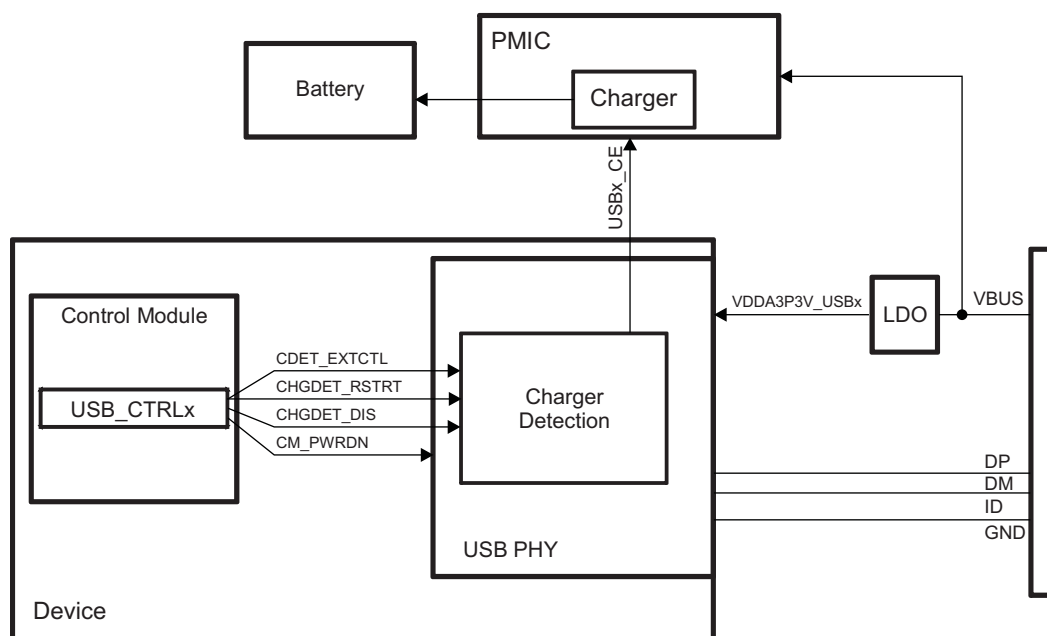 PMIC
Battery
Charger
USBx_CE
Control Module
VDDA3P3V_USBx
LDO
VBUS
CDET_EXTCTL
CHGDET_RSTRT
USB_CTRLx
CHGDET_DIS
CM_PWRDN
Charger
Detection
DP
DM
ID
GND
USB PHY
Device